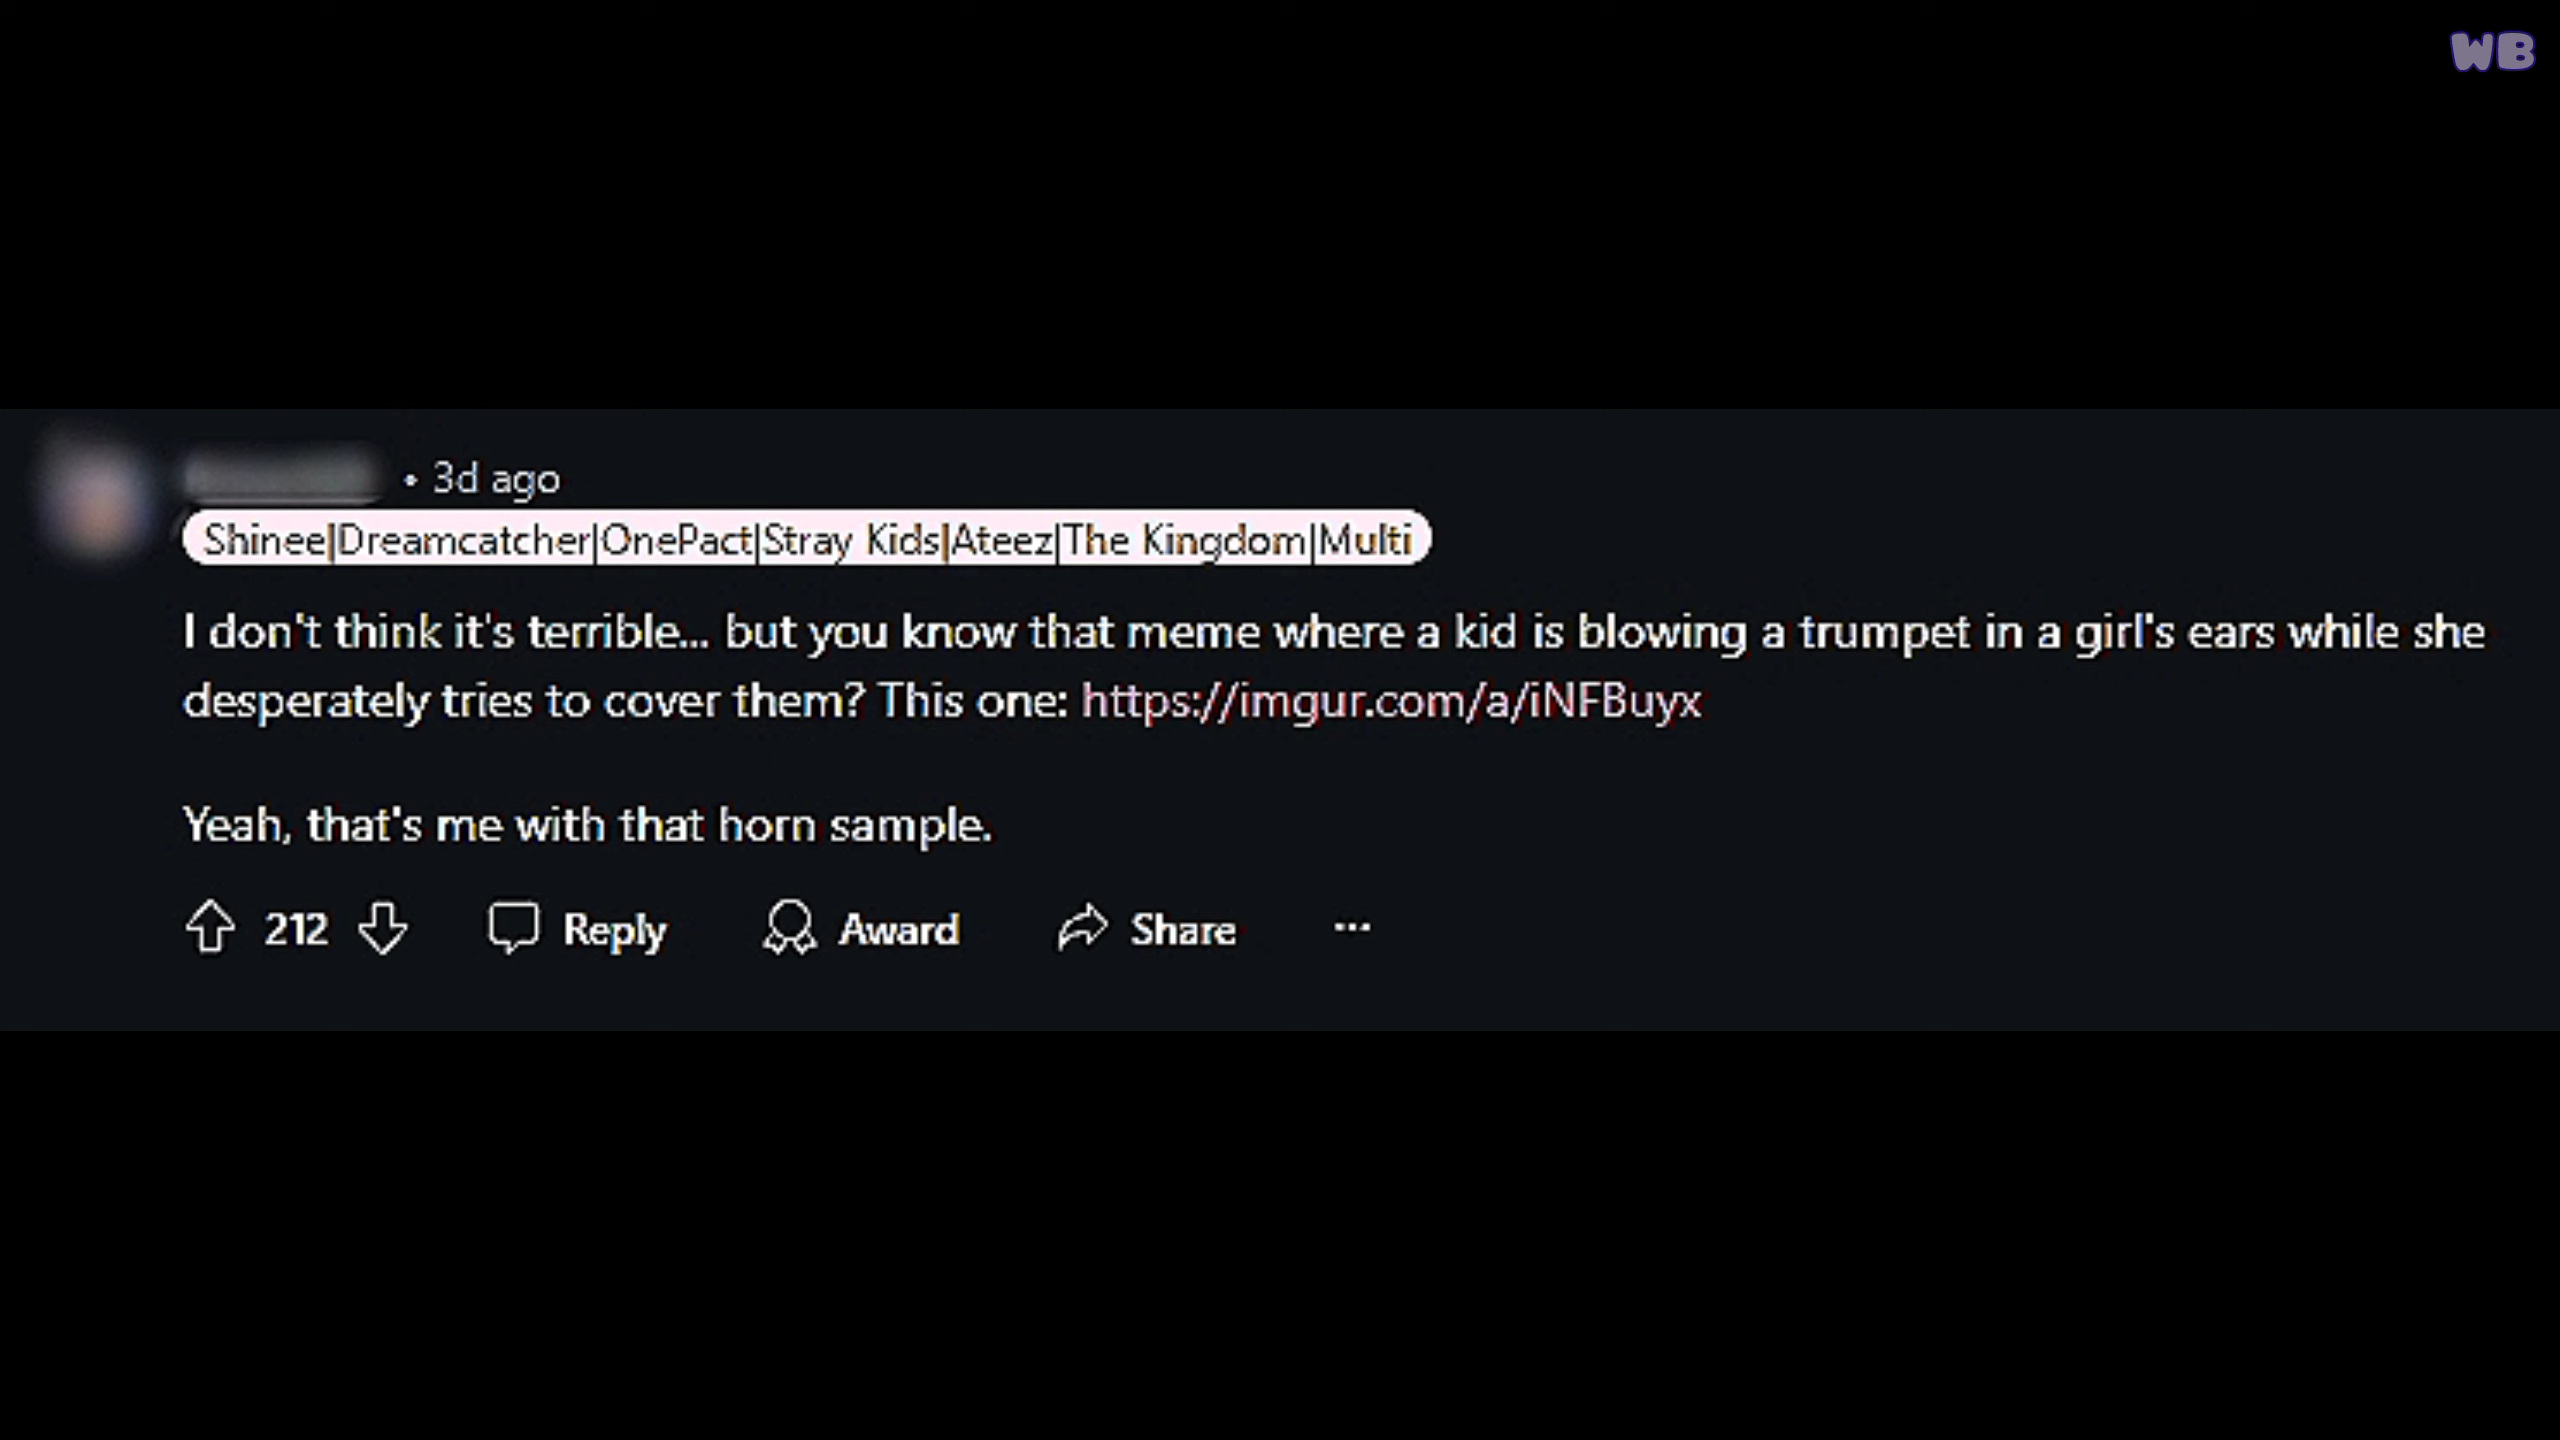 WB
• 3d ago
Shinee|Dreamcatcher|OnePact|Stray Kids|Ateez|The Kingdom|Multi
I don't think it's terrible... but you know that meme where a kid is blowing a trumpet in a girl's ears while she
desperately tries to cover them? This one: https://imgur.com/a/iNFBuyx
Yeah, that's me with that horn sample.
212 Reply Award Share ...